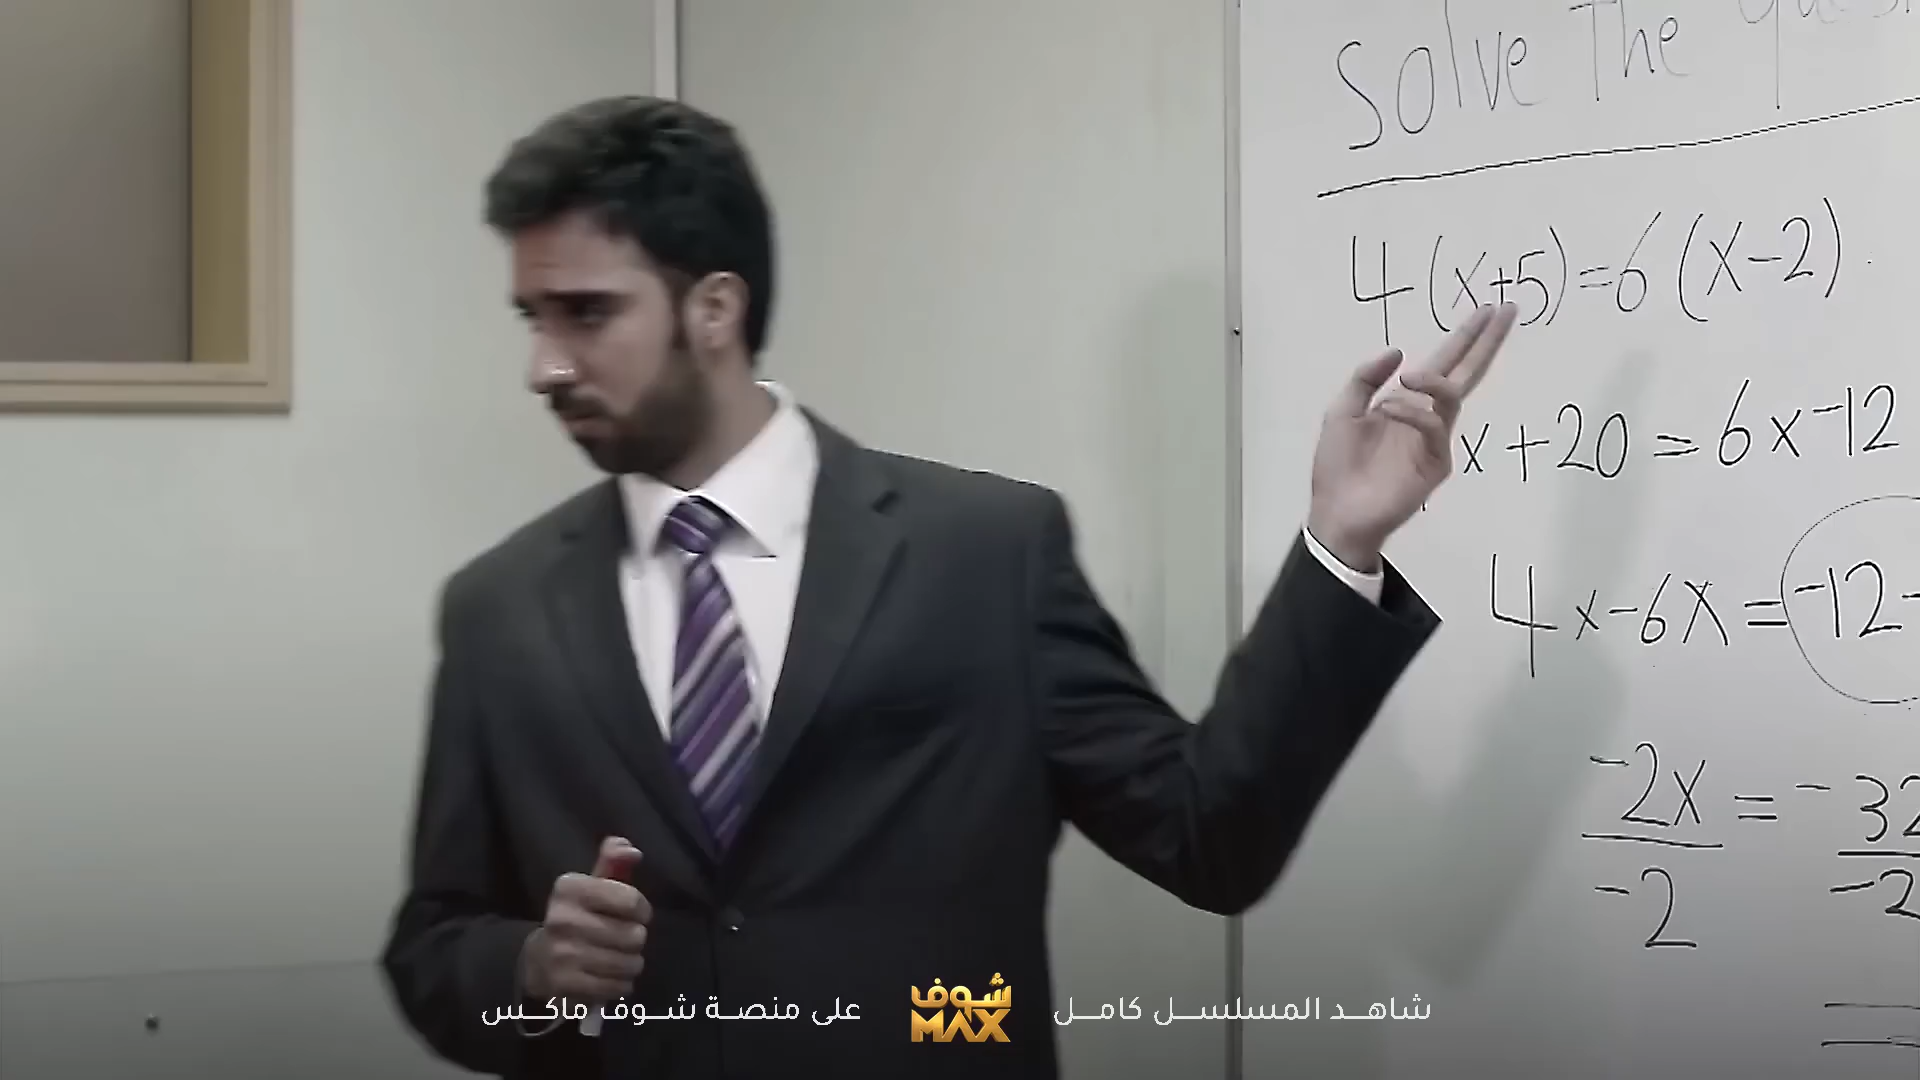 Solve The
4(x+5)=6(x-2).
x+20=6x-12
4x-6x=-12-
-2x = -32
-2 -2
شاهد المسلسل كامل شوف MAX على منصة شوف ماكس